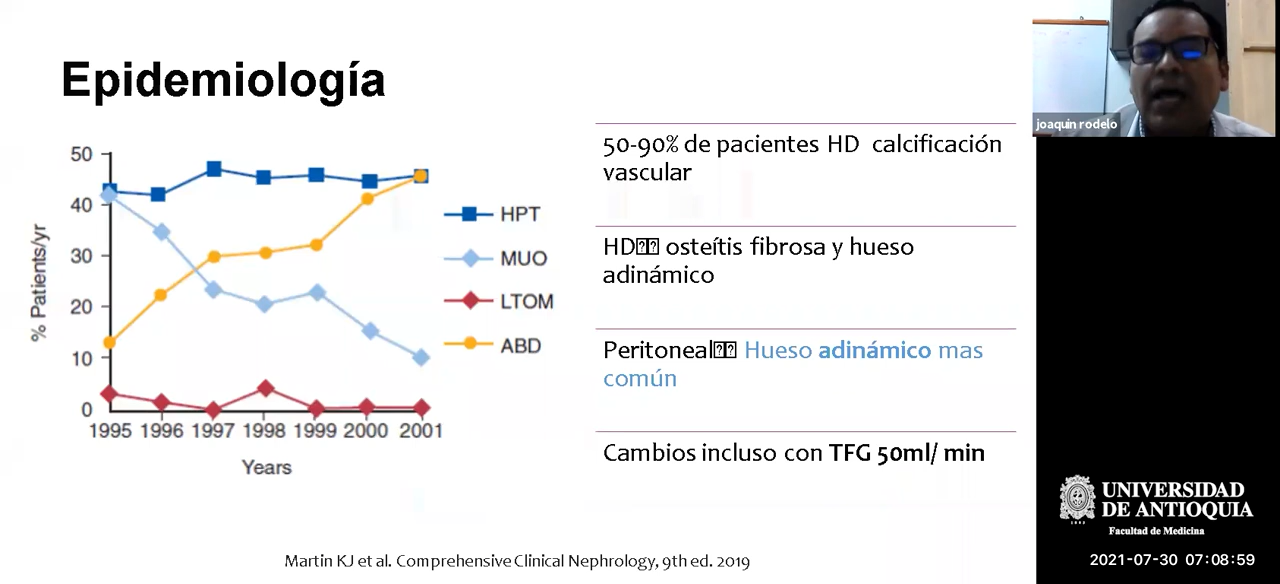 Epidemiología
50
40
30
20
10
0
% Patients/yr
1995 1996 1997 1998 1999 2000 2001
Years
HPT
MUO
LTOM
ABD
50-90% de pacientes HD calcificación
vascular
HD⍰⍰ osteítis fibrosa y hueso
adinámico
Peritoneal⍰⍰ Hueso adinámico mas
común
Cambios incluso con TFG 50ml/ min
Martin KJ et al. Comprehensive Clinical Nephrology, 9th ed. 2019
joaquin rodelo
UNIVERSIDAD
DE ANTIOQUIA
1803
Facultad de Medicina
2021-07-30 07:08:59